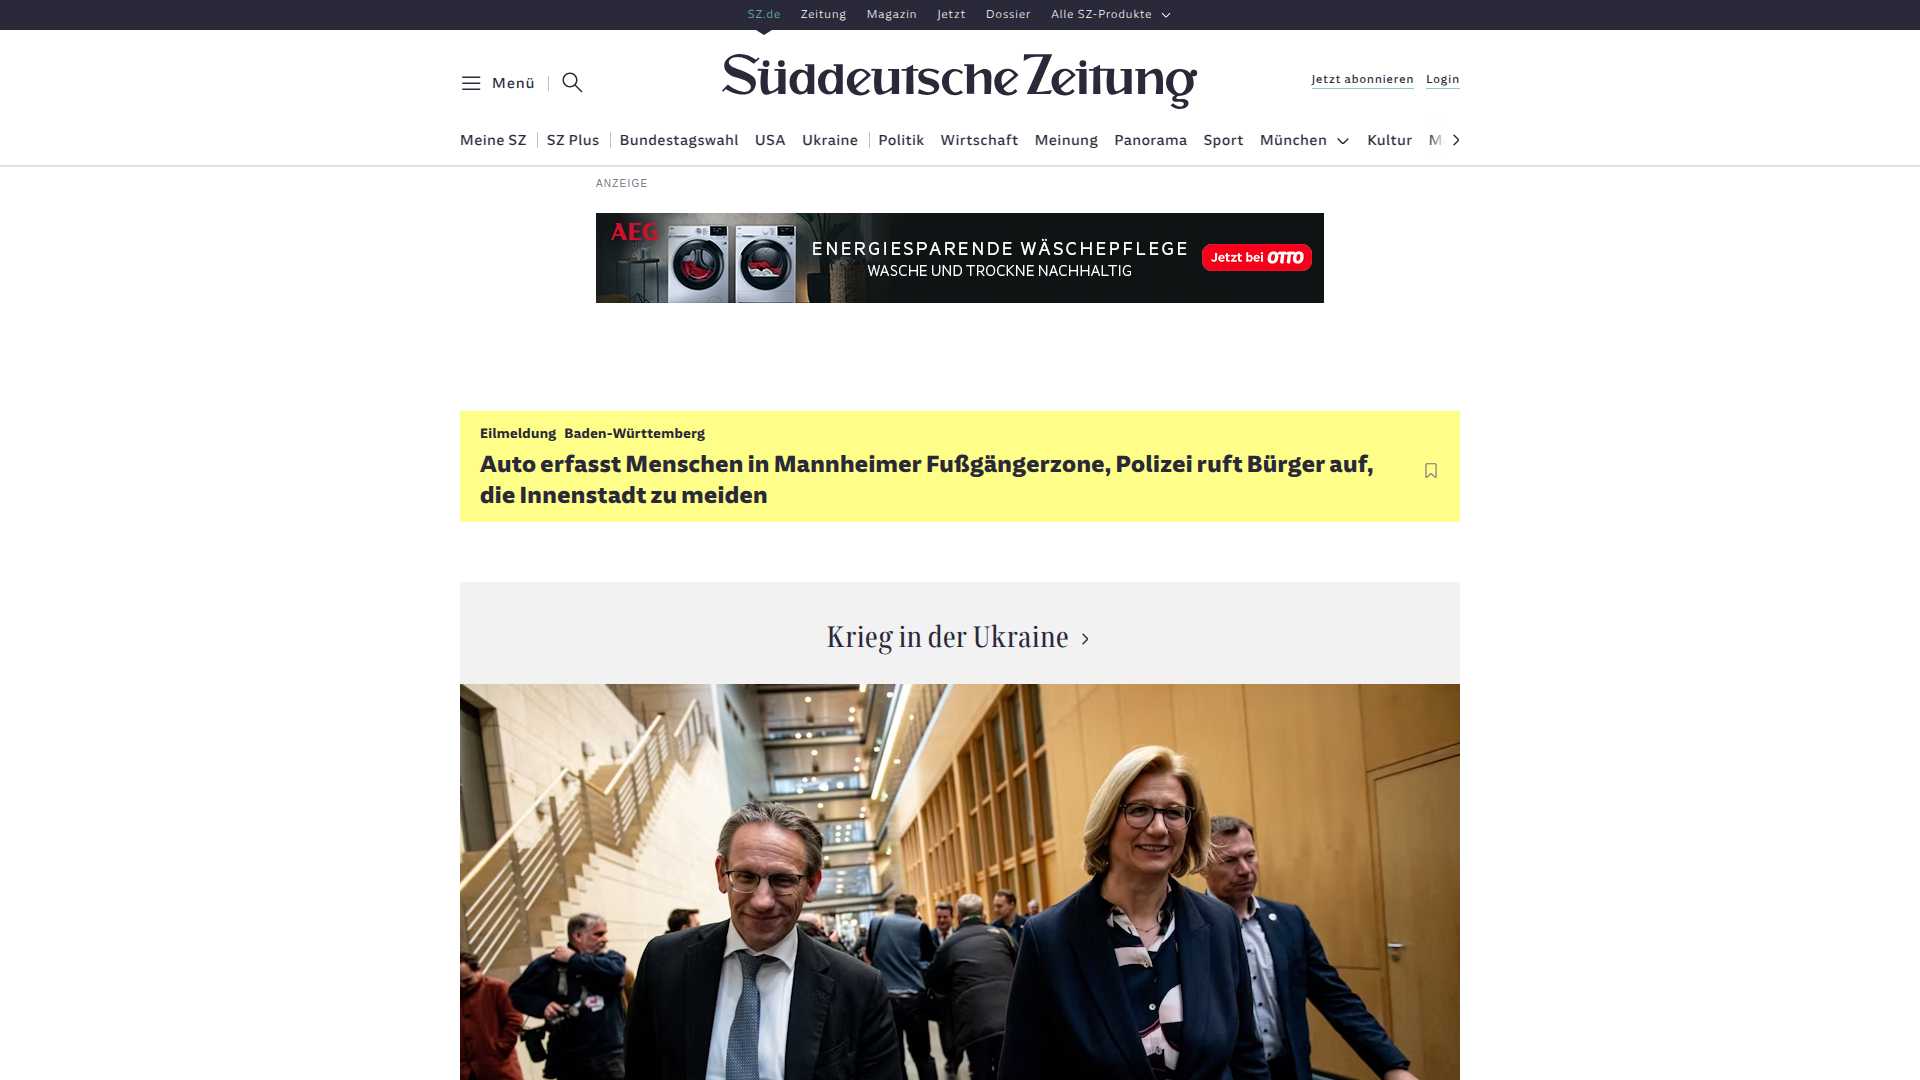 SZ.de Zeitung Magazin Jetzt Dossier Alle SZ-Produkte
Menü
Süddeutsche Zeitung
Jetzt abonnieren Login
Meine SZ SZ Plus Bundestagswahl USA Ukraine Politik Wirtschaft Meinung Panorama Sport München Kultur M
ANZEIGE
AEG
ENERGIESPARENDE WÄSCHEPFLEGE
WASCHE UND TROCKNE NACHHALTIG
Jetzt bei OTTO
Eilmeldung Baden-Württemberg
Auto erfasst Menschen in Mannheimer Fußgängerzone, Polizei ruft Bürger auf,
die Innenstadt zu meiden
Krieg in der Ukraine